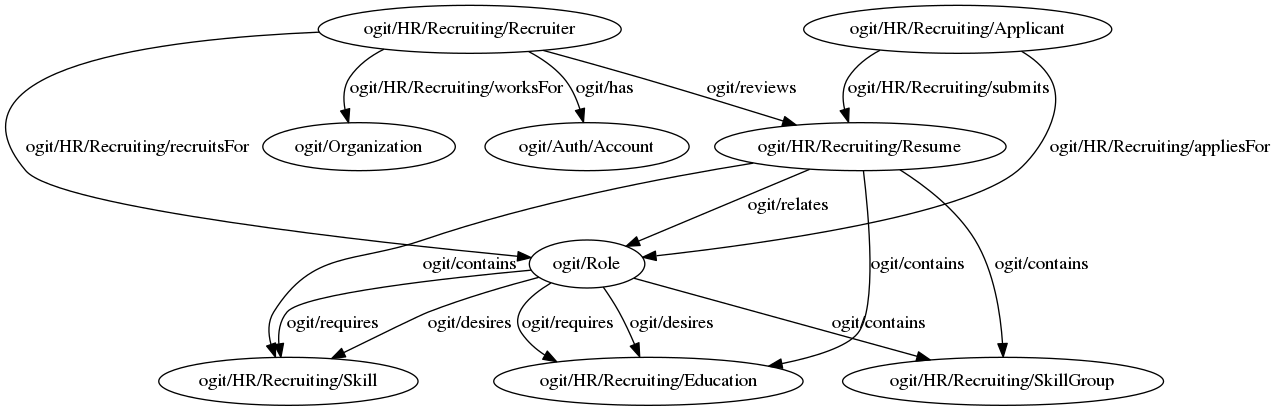 ogit/HR/Recruiting/Recruiter
ogit/HR/Recruiting/Applicant
ogit/HR/Recruiting/worksFor
ogit/has
ogit/reviews
ogit/HR/Recruiting/submits
ogit/HR/Recruiting/recruitsFor
ogit/Organization
ogit/Auth/Account
ogit/HR/Recruiting/Resume
ogit/HR/Recruiting/appliesFor
ogit/relates
ogit/contains
ogit/Role
ogit/contains
ogit/contains
ogit/requires
ogit/desires
ogit/requires
ogit/desires
ogit/contains
ogit/HR/Recruiting/Skill
ogit/HR/Recruiting/Education
ogit/HR/Recruiting/SkillGroup